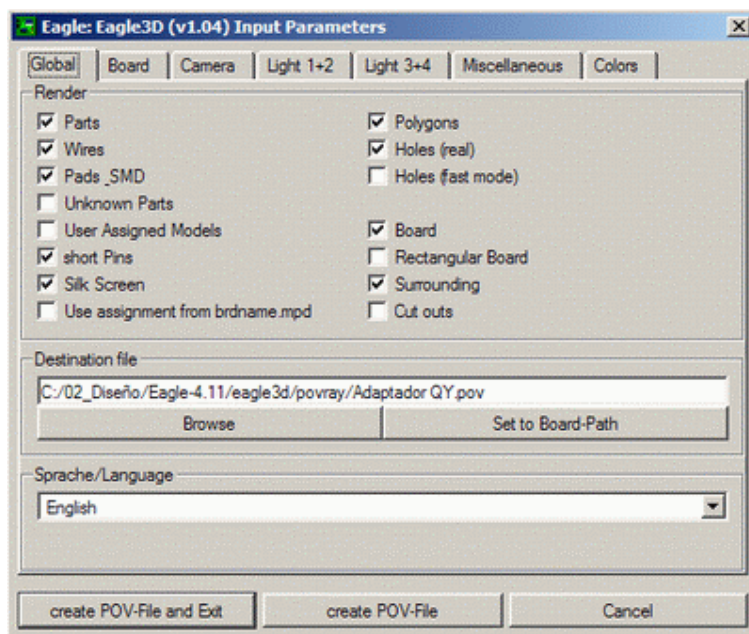 Eagle: Eagle3D (v1.04) Input Parameters
Global Board Camera Light 1+2 Light 3+4 Miscellaneous Colors
Render
Parts Polygons
Wires Holes (real)
Pads_SMD Holes (fast mode)
Unknown Parts
User Assigned Models Board
short Pins Rectangular Board
Silk Screen Surrounding
Use assignment from brdname.mpd Cut outs
Destination file
C:/02_Diseño/Eagle-4.11/eagle3d/povray/Adaptador QY.pov
Browse Set to Board-Path
Sprache/Language
English
create POV-File and Exit create POV-File Cancel